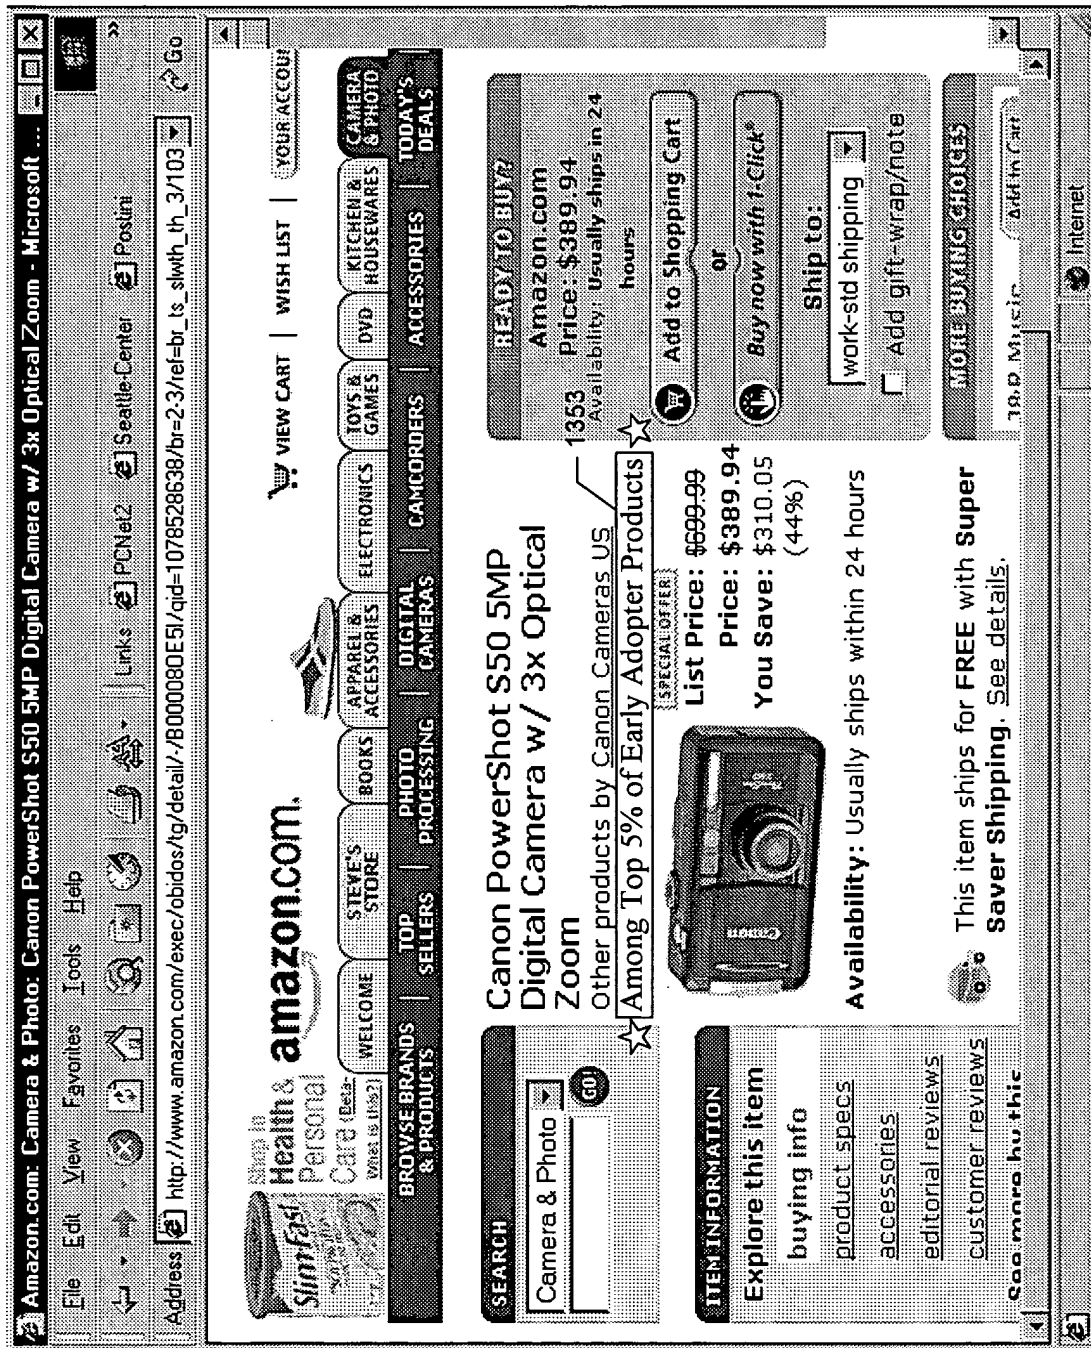 Amazon.com: Camera & Photo: Canon PowerShot S50 5MP Digital Camera w/ 3x Optical Zoom - Microsoft ...
File Edit View Favorites Tools Help
Links PCNet2 Seattle-Center Postini »
Address http://www.amazon.com/exec/obidos/tg/detail/-/B00008OE5I/qid=1078528638/br=2-3/ref=br_ts_slwth_th_3/103 Go
Shop in
Health &
Personal
Care (Beta-
What is this?)
Slim·Fast
amazon.com.
VIEW CART | WISH LIST | YOUR ACCOU
WELCOME
STEVE'S STORE
BOOKS
APPAREL & ACCESSORIES
ELECTRONICS
TOYS & GAMES
DVD
KITCHEN & HOUSEWARES
CAMERA & PHOTO
BROWSE BRANDS & PRODUCTS | TOP SELLERS | PHOTO PROCESSING | DIGITAL CAMERAS | CAMCORDERS | ACCESSORIES | TODAY'S DEALS
SEARCH
Camera & Photo
GO!
ITEM INFORMATION
Explore this item
buying info
product specs
accessories
editorial reviews
customer reviews
See more by this
Canon PowerShot S50 5MP
Digital Camera w/ 3x Optical
Zoom
Other products by Canon Cameras US
Among Top 5% of Early Adopter Products
1353
Canon
SPECIAL OFFER
List Price: $699.99
Price: $389.94
You Save: $310.05
(44%)
Availability: Usually ships within 24 hours
This item ships for FREE with Super
Saver Shipping. See details.
READY TO BUY?
Amazon.com
Price: $389.94
Availability: Usually ships in 24
hours
Add to Shopping Cart
or
Buy now with 1-Click®
Ship to:
work-std shipping
Add gift-wrap/note
MORE BUYING CHOICES
J&R Music
Add to Cart
Internet